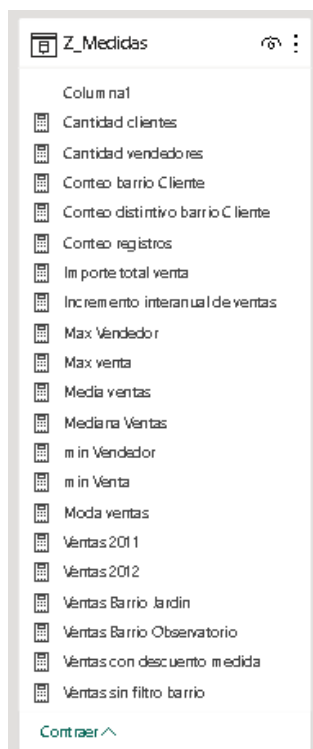 Z_Medidas
Columna1
Cantidad clientes
Cantidad vendedores
Conteo barrio Cliente
Conteo distintivo barrio Cliente
Conteo registros
Importe total venta
Incremento interanual de ventas
Max Vendedor
Max venta
Media ventas
Mediana Ventas
min Vendedor
min Venta
Moda ventas
Ventas 2011
Ventas 2012
Ventas Barrio Jardin
Ventas Barrio Observatorio
Ventas con descuento medida
Ventas sin filtro barrio
Contraer